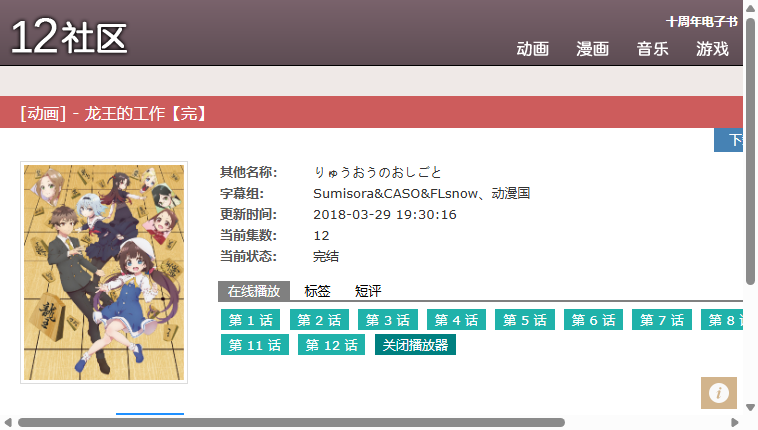 12社区
十周年电子书
动画 漫画 音乐 游戏
[动画] - 龙王的工作【完】
其他名称: りゅうおうのおしごと
字幕组: Sumisora&CASO&FLsnow、动漫国
更新时间: 2018-03-29 19:30:16
当前集数: 12
当前状态: 完结
在线播放 标签 短评
第 1 话 第 2 话 第 3 话 第 4 话 第 5 话 第 6 话 第 7 话 第 8
第 11 话 第 12 话 关闭播放器